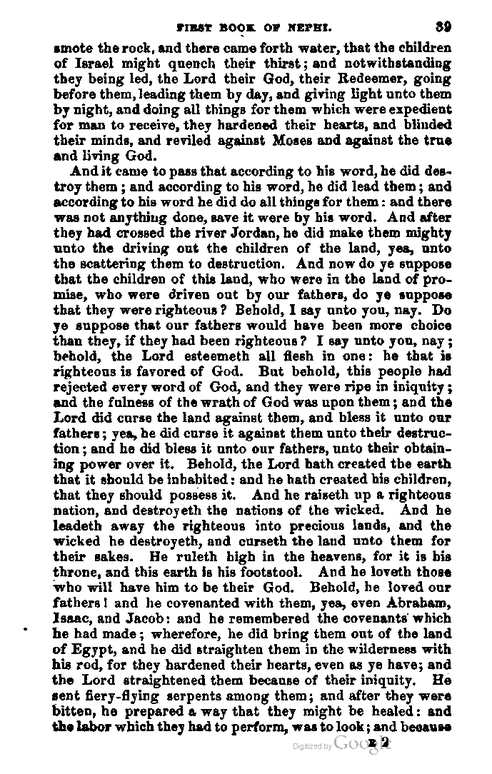 FIRST BOOK OF NEPHI. 39
smote the rock, and there came forth water, that the children
of Israel might quench their thirst; and notwithstanding
they being led, the Lord their God, their Redeemer, going
before them, leading them by day, and giving light unto them
by night, and doing all things for them which were expedient
for man to receive, they hardened their hearts, and blinded
their minds, and reviled against Moses and against the true
and living God.
And it came to pass that according to his word, he did des-
troy them; and according to his word, he did lead them; and
according to his word he did do all things for them: and there
was not anything done, save it were by his word. And after
they had crossed the river Jordan, he did make them mighty
unto the driving out the children of the land, yea, unto
the scattering them to destruction. And now do ye suppose
that the children of this land, who were in the land of pro-
mise, who were driven out by our fathers, do ye suppose
that they were righteous? Behold, I say unto you, nay. Do
ye suppose that our fathers would have been more choice
than they, if they had been righteous? I say unto you, nay;
behold, the Lord esteemeth all flesh in one: he that is
righteous is favored of God. But behold, this people had
rejected every word of God, and they were ripe in iniquity;
and the fulness of the wrath of God was upon them; and the
Lord did curse the land against them, and bless it unto our
fathers; yea, he did curse it against them unto their destruc-
tion; and he did bless it unto our fathers, unto their obtain-
ing power over it. Behold, the Lord hath created the earth
that it should be inhabited: and he hath created his children,
that they should possess it. And he raiseth up a righteous
nation, and destroyeth the nations of the wicked. And he
leadeth away the righteous into precious lands, and the
wicked he destroyeth, and curseth the land unto them for
their sakes. He ruleth high in the heavens, for it is his
throne, and this earth is his footstool. And he loveth those
who will have him to be their God. Behold, he loved our
fathers! and he covenanted with them, yea, even Abraham,
Isaac, and Jacob: and he remembered the covenants which
he had made; wherefore, he did bring them out of the land
of Egypt, and he did straighten them in the wilderness with
his rod, for they hardened their hearts, even as ye have; and
the Lord straightened them because of their iniquity. He
sent fiery-flying serpents among them; and after they were
bitten, he prepared a way that they might be healed: and
the labor which they had to perform, was to look; and because
E 2
Digitized by Google